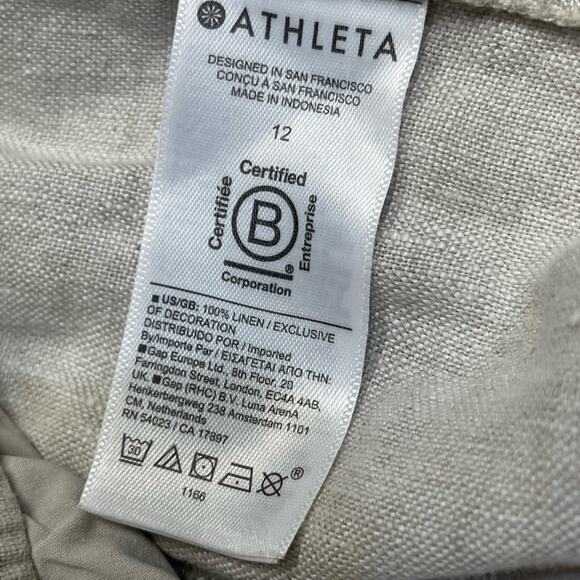 ATHLETA
DESIGNED IN SAN FRANCISCO
CONÇU À SAN FRANCISCO
MADE IN INDONESIA
12
Certified
Certifiée
B
Entreprise
®
Corporation
■ US/GB: 100% LINEN / EXCLUSIVE
OF DECORATION
DISTRIBUIDO POR / Imported
By/Importe Par / ΕΙΣΑΓΕΤΑΙ ΑΠΟ ΤΗΝ:
■Gap Europe Ltd., 8th Floor, 20
Farringdon Street, London, EC4A 4AB,
UK. ■Gap (RHC) B.V. Luna ArenA
Herikerbergweg 238 Amsterdam 1101
CM, Netherlands
RN 54023 / CA 17897
30
®
1166